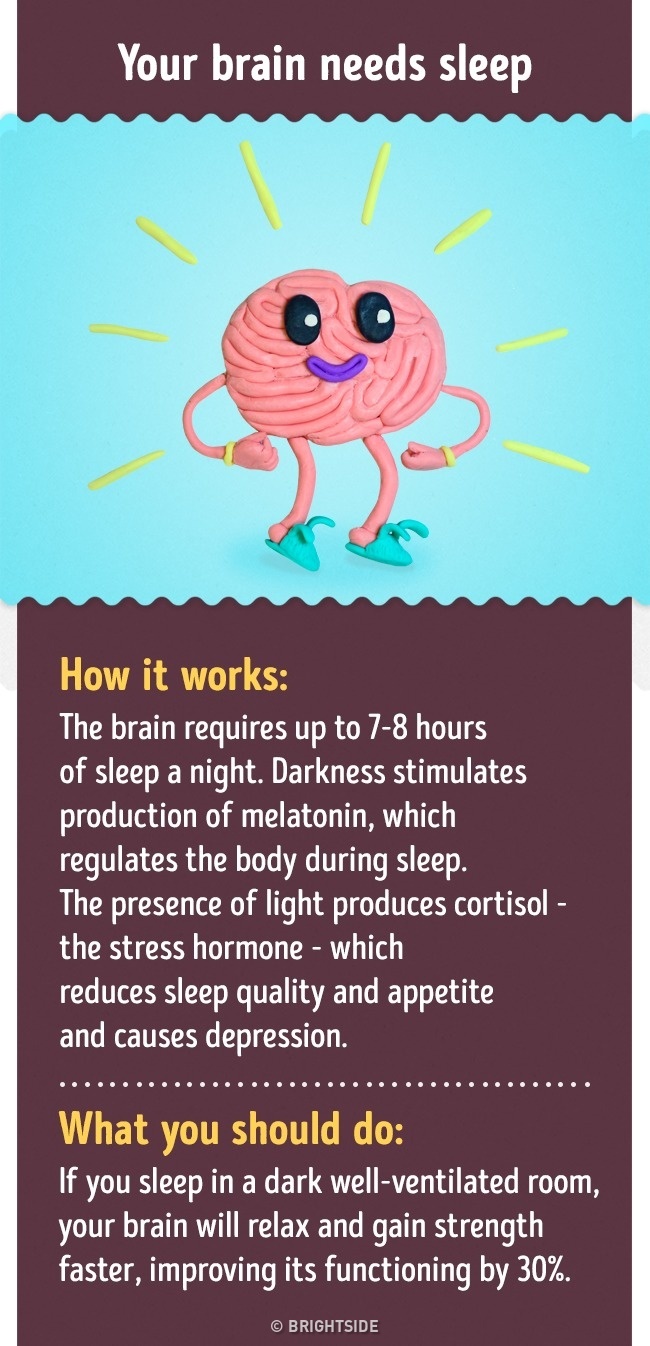 Your brain needs sleep
How it works:
The brain requires up to 7-8 hours
of sleep a night. Darkness stimulates
production of melatonin, which
regulates the body during sleep.
The presence of light produces cortisol -
the stress hormone - which
reduces sleep quality and appetite
and causes depression.
What you should do:
If you sleep in a dark well-ventilated room,
your brain will relax and gain strength
faster, improving its functioning by 30%.
© BRIGHTSIDE